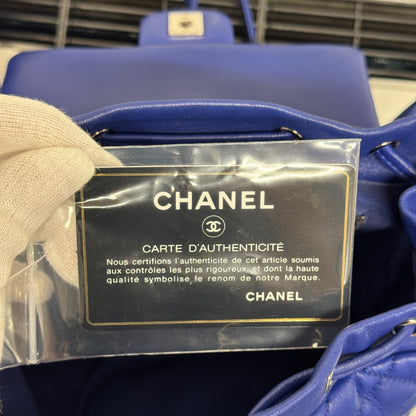 CHANEL
CARTE D'AUTHENTICITÉ
Nous certifions l'authenticité de cet article soumis
aux contrôles les plus rigoureux, et dont la haute
qualité symbolise le renom de notre Marque.
CHANEL